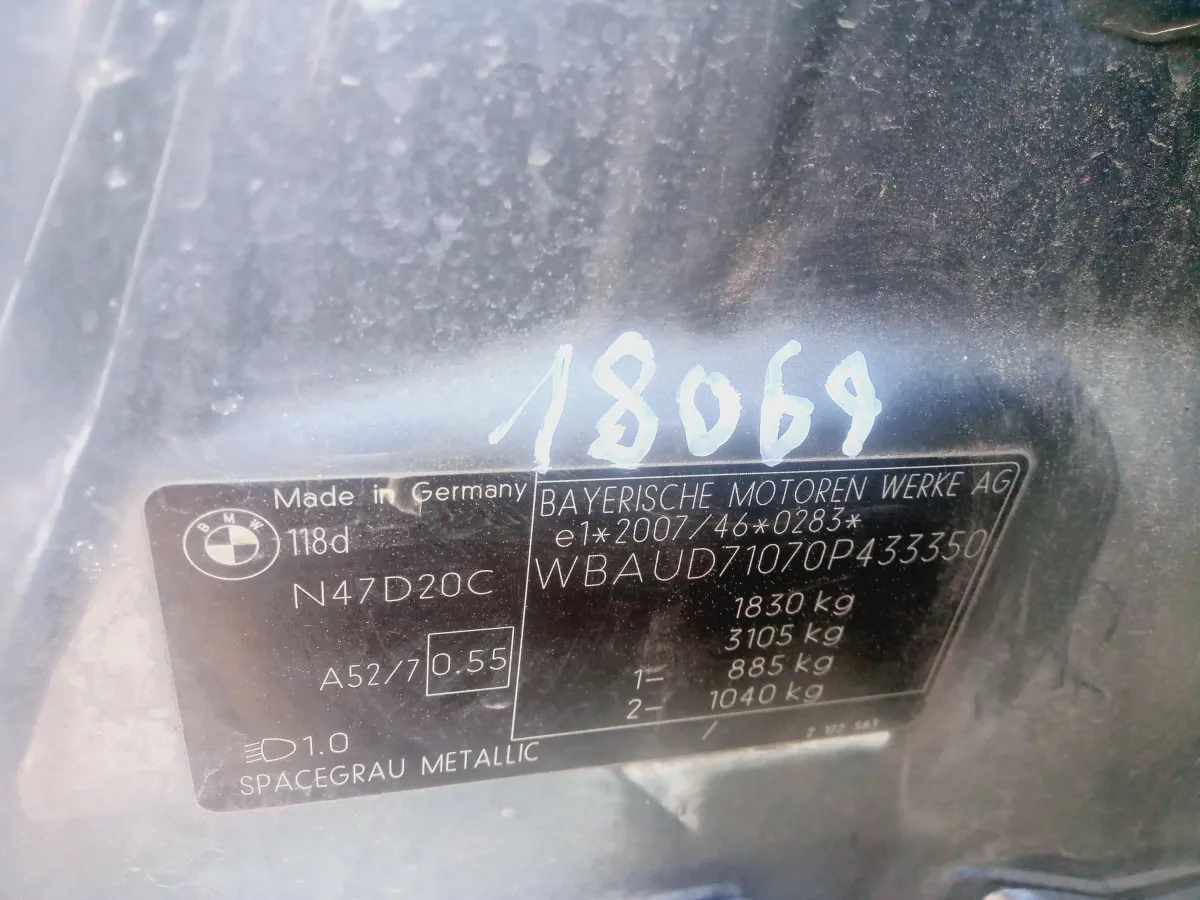 18069
Made in Germany
BMW
118d
N47D20C
A52/7 0.55
1.0
SPACEGRAU METALLIC
BAYERISCHE MOTOREN WERKE AG
e1*2007/46*0283*
WBAUD71070P433350
1830 kg
3105 kg
1- 885 kg
2- 1040 kg
/